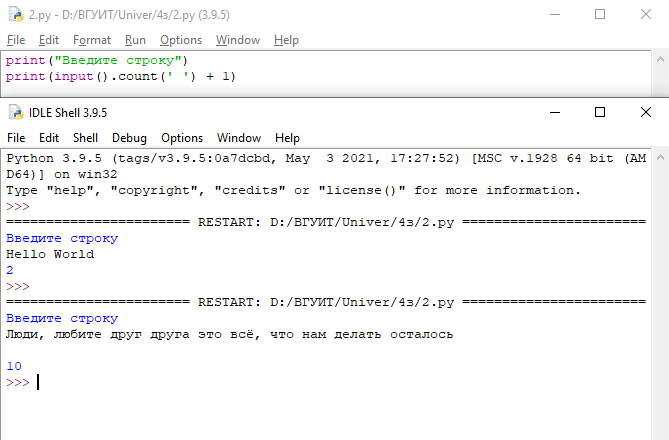 2.py - D:/ВГУИТ/Univer/4з/2.py (3.9.5)
File Edit Format Run Options Window Help
print("Введите строку")
print(input().count(' ') + 1)
IDLE Shell 3.9.5
File Edit Shell Debug Options Window Help
Python 3.9.5 (tags/v3.9.5:0a7dcbd, May  3 2021, 17:27:52) [MSC v.1928 64 bit (AM
D64)] on win32
Type "help", "copyright", "credits" or "license()" for more information.
>>>
======================= RESTART: D:/ВГУИТ/Univer/4з/2.py =======================
Введите строку
Hello World
2
>>>
======================= RESTART: D:/ВГУИТ/Univer/4з/2.py =======================
Введите строку
Люди, любите друг друга это всё, что нам делать осталось
10
>>>